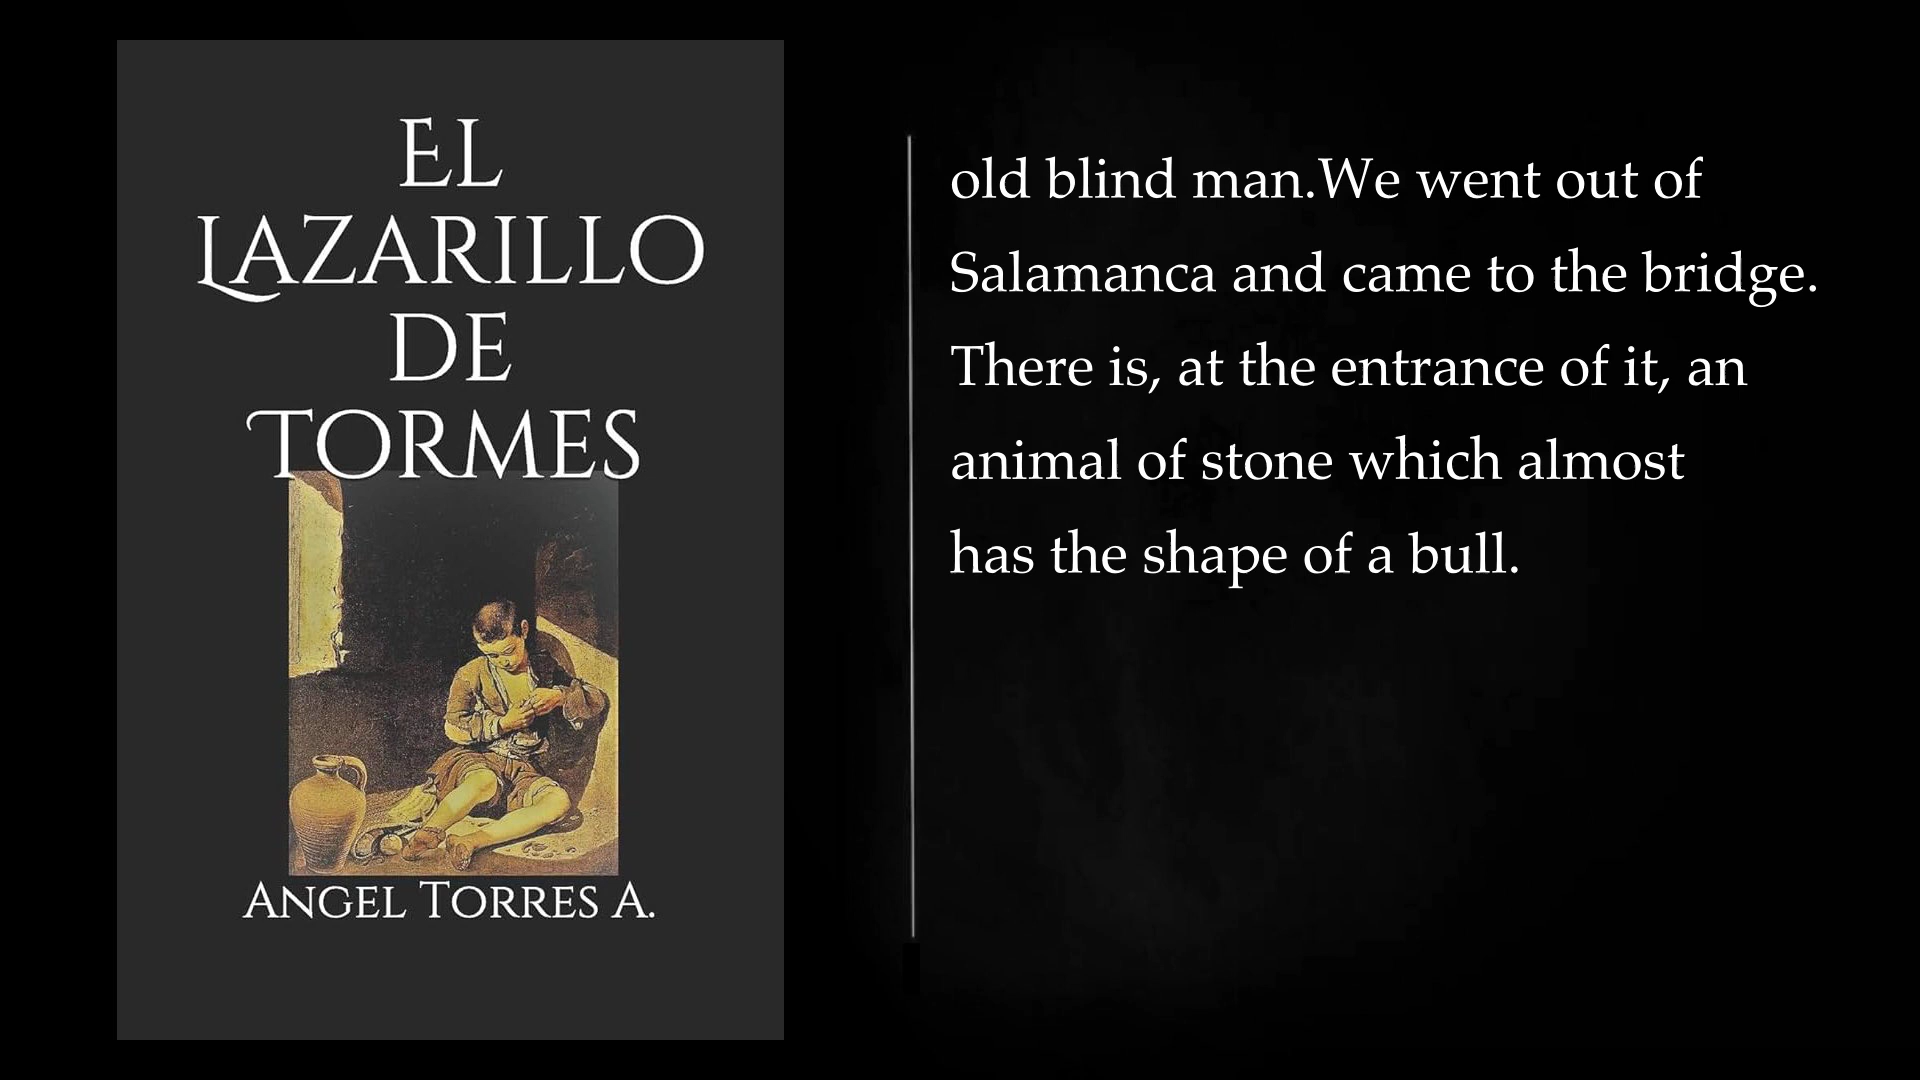 El
Lazarillo
de
Tormes
Angel Torres A.
old blind man.We went out of
Salamanca and came to the bridge.
There is, at the entrance of it, an
animal of stone which almost
has the shape of a bull.